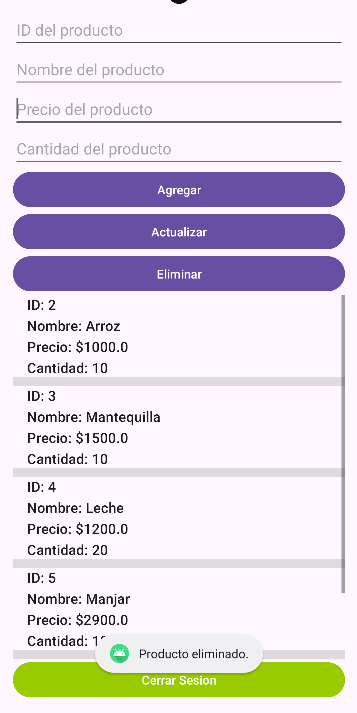 ID del producto
Nombre del producto
Precio del producto
Cantidad del producto
Agregar
Actualizar
Eliminar
ID: 2
Nombre: Arroz
Precio: $1000.0
Cantidad: 10
ID: 3
Nombre: Mantequilla
Precio: $1500.0
Cantidad: 10
ID: 4
Nombre: Leche
Precio: $1200.0
Cantidad: 20
ID: 5
Nombre: Manjar
Precio: $2900.0
Cantidad:
Producto eliminado.
Cerrar Sesion